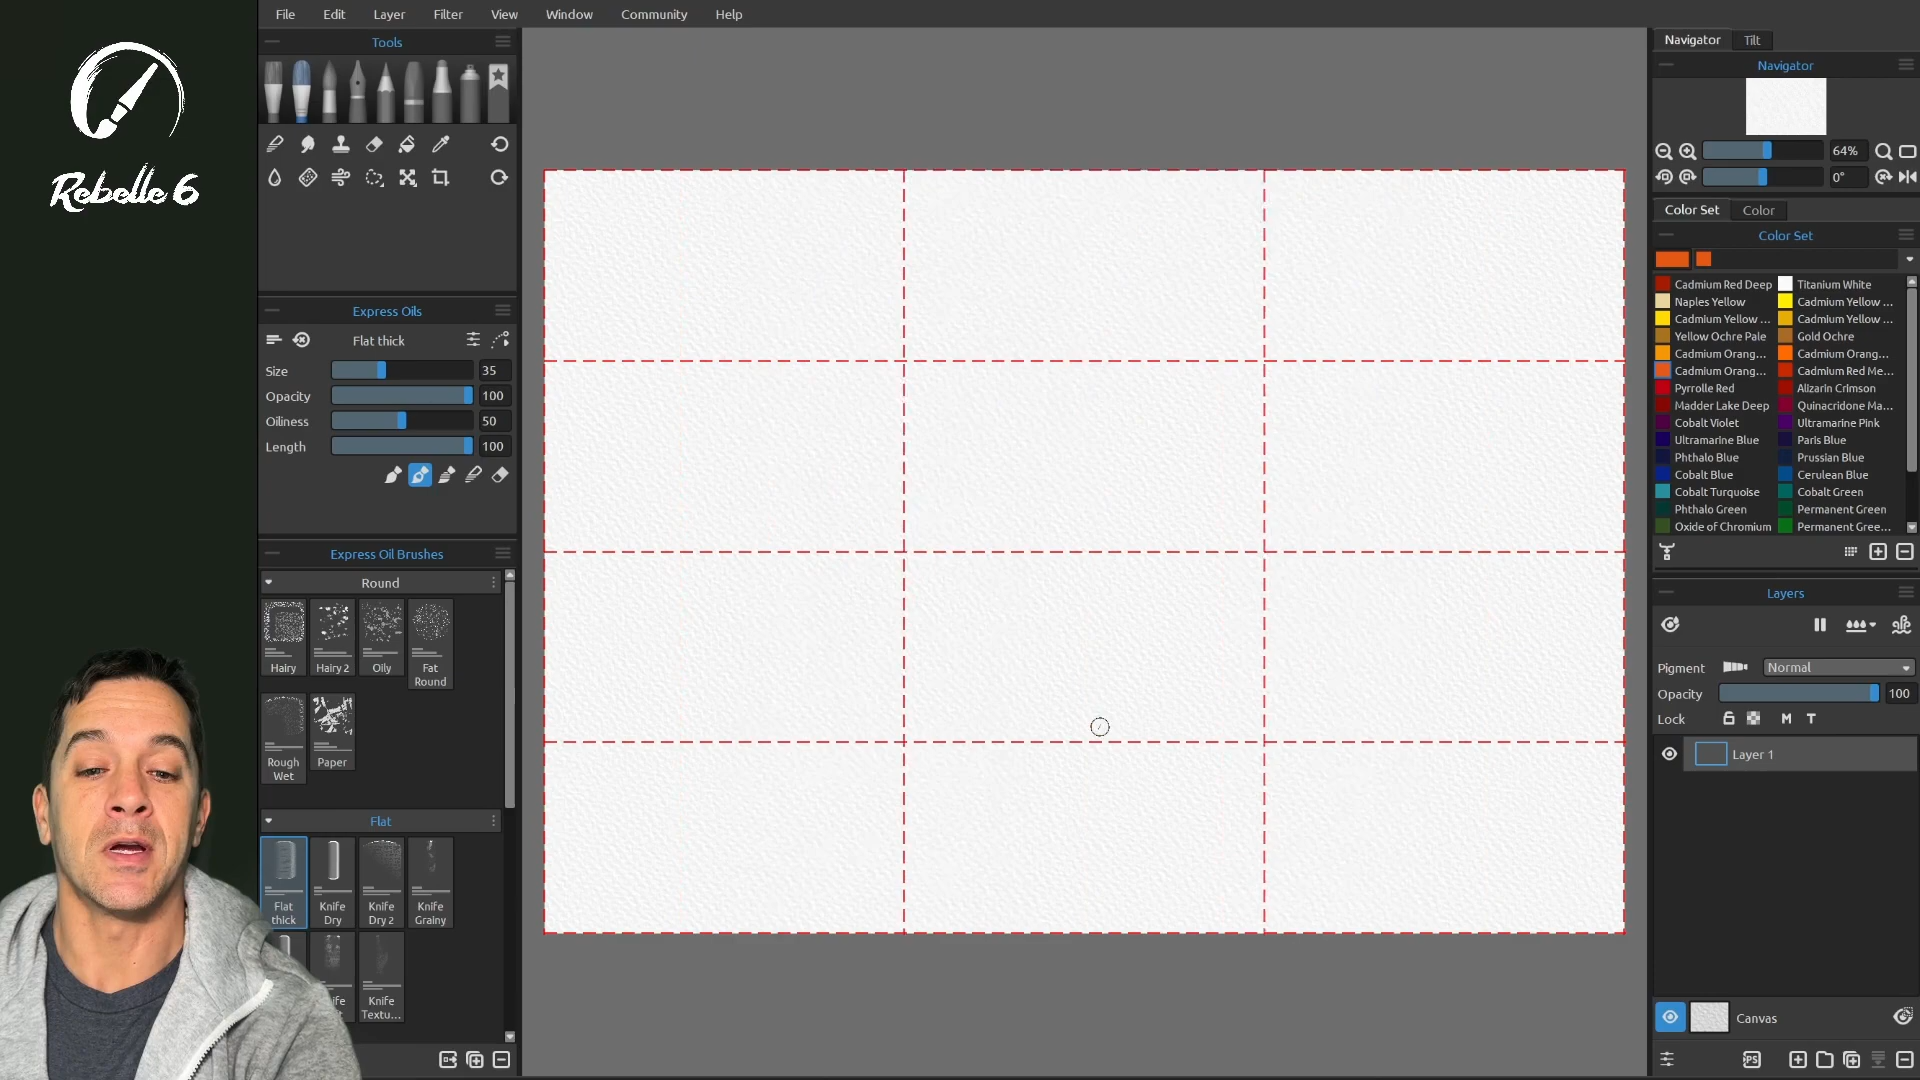 File Edit Layer Filter View Window Community Help
Rebelle 6
Tools
Express Oils
Flat thick
Size 35
Opacity 100
Oiliness 50
Length 100
Express Oil Brushes
Round
Hairy Hairy 2 Oily Fat Round
Rough Wet Paper
Flat
Flat thick Knife Dry Knife Dry 2 Knife Grainy
Knife Textu...
Navigator Tilt
Navigator
64%
0°
Color Set Color
Color Set
Cadmium Red Deep Titanium White
Naples Yellow Cadmium Yellow ...
Cadmium Yellow ... Cadmium Yellow ...
Yellow Ochre Pale Gold Ochre
Cadmium Orang... Cadmium Orang...
Cadmium Orang... Cadmium Red Me...
Pyrrolle Red Alizarin Crimson
Madder Lake Deep Quinacridone Ma...
Cobalt Violet Ultramarine Pink
Ultramarine Blue Paris Blue
Phthalo Blue Prussian Blue
Cobalt Blue Cerulean Blue
Cobalt Turquoise Cobalt Green
Phthalo Green Permanent Green
Oxide of Chromium Permanent Gree...
Layers
Pigment Normal
Opacity 100
Lock M T
Layer 1
Canvas
PS